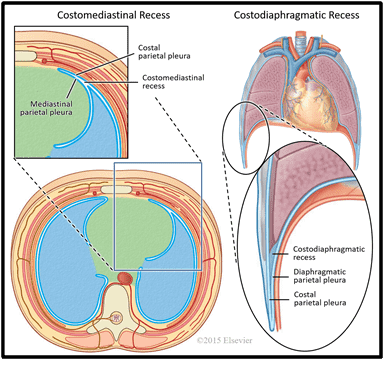 Costomediastinal Recess
Costal
parietal pleura
Costomediastinal
recess
Mediastinal
parietal pleura
Costodiaphragmatic Recess
Costodiaphragmatic
recess
Diaphragmatic
parietal pleura
Costal
parietal pleura
©2015 Elsevier